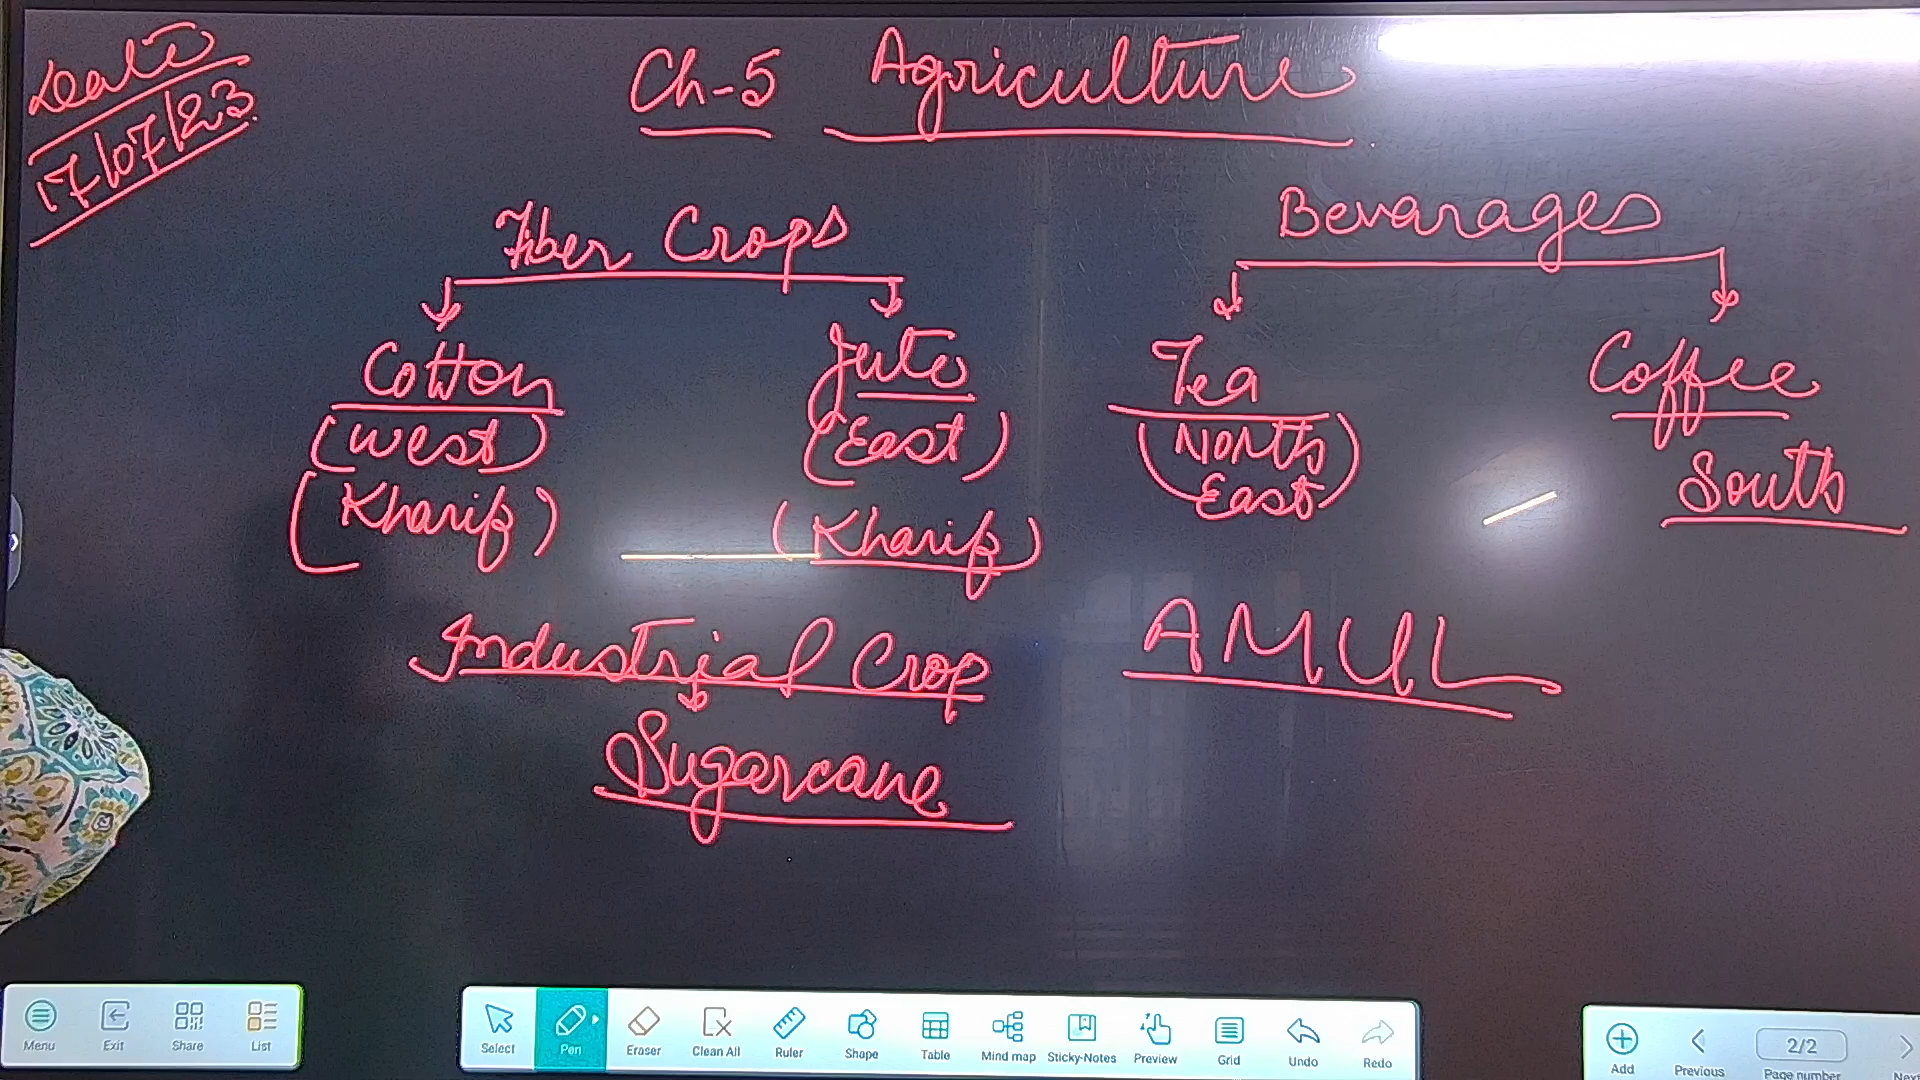 Date
17/07/23
Ch-5 Agriculture
Fiber Crops
Cotton
(West)
(Kharif)
Jute
(East)
(Kharif)
Bevarages
Tea
(North
East)
Coffee
South
Industrial Crop
Sugarcane
AMUL
Menu Exit Share List
Select Pen Eraser Clean All Ruler Shape Table Mind map Sticky-Notes Preview Grid Undo Redo
2/2
Add Previous Page number Next